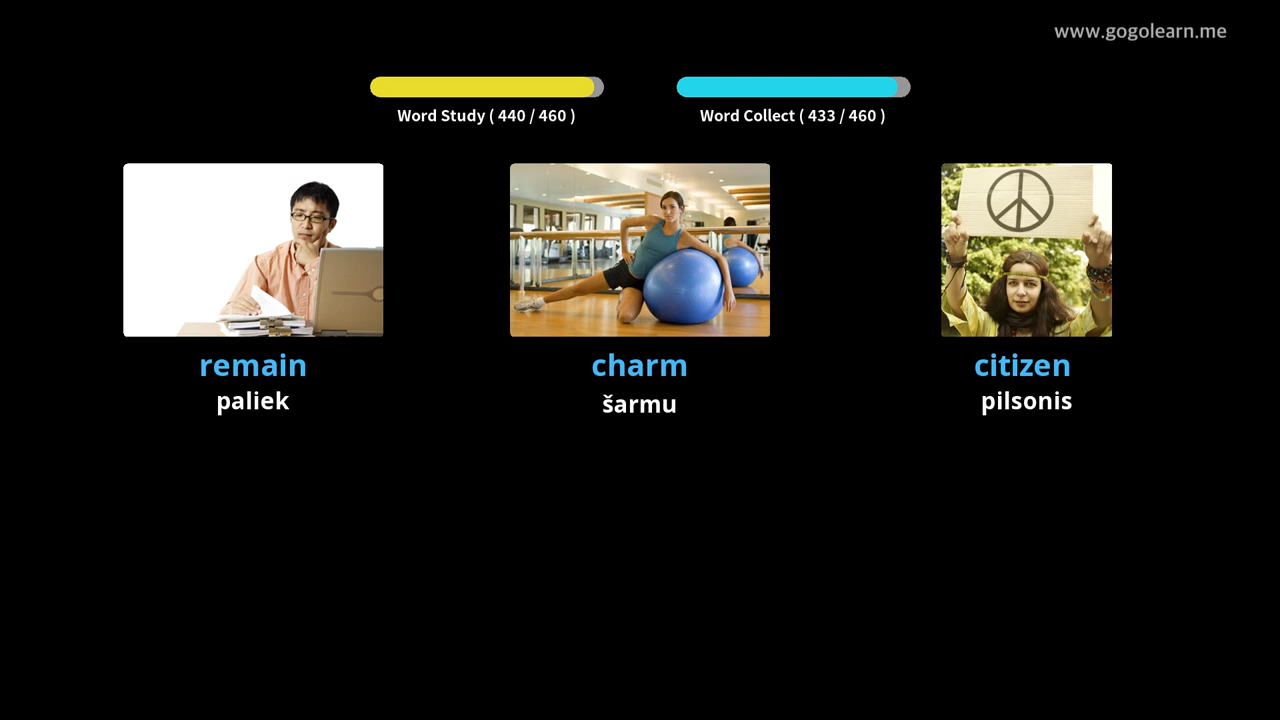 www.gogolearn.me
Word Study ( 440 / 460 )
Word Collect ( 433 / 460 )
remain
paliek
charm
šarmu
citizen
pilsonis